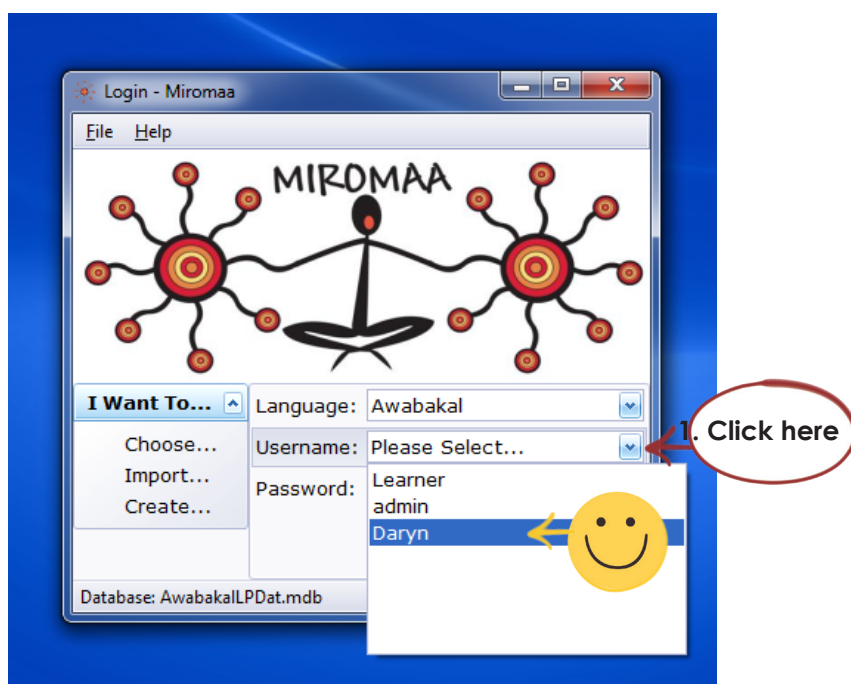 Login - Miromaa
File Help
MIROMAA
I Want To...
Choose...
Import...
Create...
Language: Awabakal
Username: Please Select...
Password:
Learner
admin
Daryn
1. Click here
Database: AwabakalLPDat.mdb